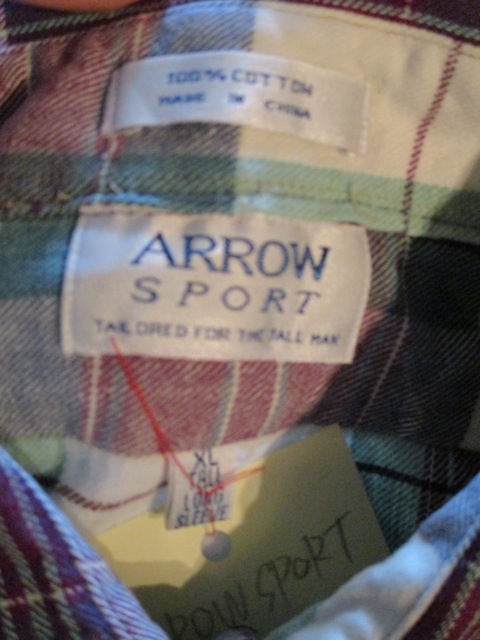 100% COTTON
MADE IN CHINA
ARROW
SPORT
TAILORED FOR THE TALL MAN
XL
TALL
LONG
SLEEVE
ROW SPORT